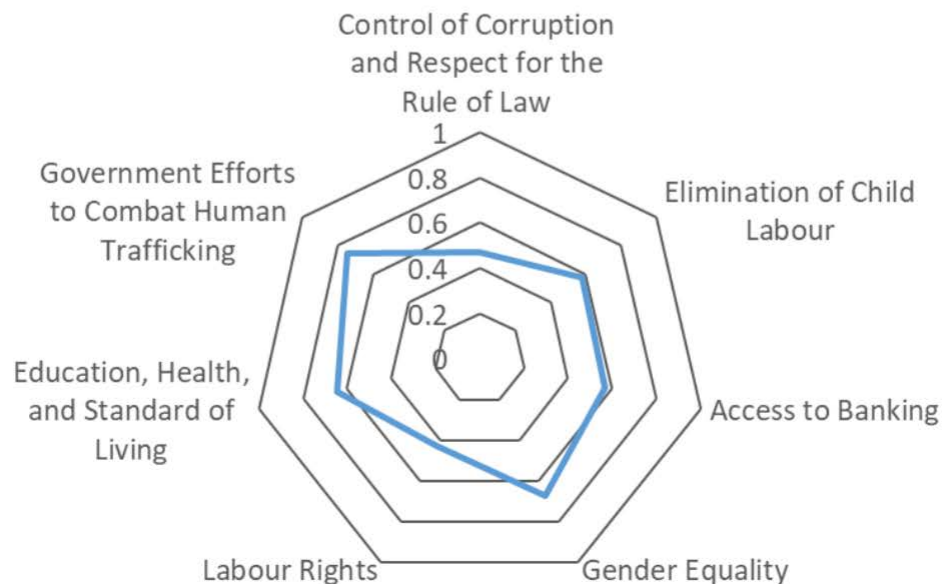 Control of Corruption
and Respect for the
Rule of Law
1
0.8
0.6
0.4
0.2
0
Elimination of Child
Labour
Access to Banking
Gender Equality
Labour Rights
Education, Health,
and Standard of
Living
Government Efforts
to Combat Human
Trafficking